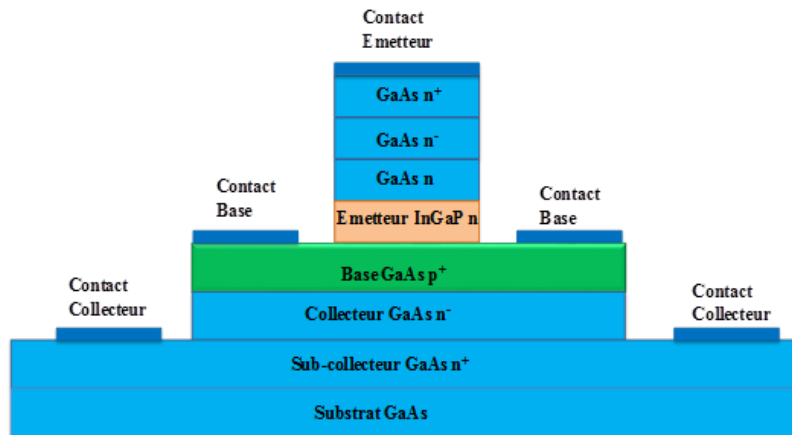 Contact
Emetteur
GaAs n⁺
GaAs n⁻
GaAs n
Emetteur InGaP n
Contact
Base
Contact
Base
Base GaAs p⁺
Collecteur GaAs n⁻
Contact
Collecteur
Contact
Collecteur
Sub-collecteur GaAs n⁺
Substrat GaAs